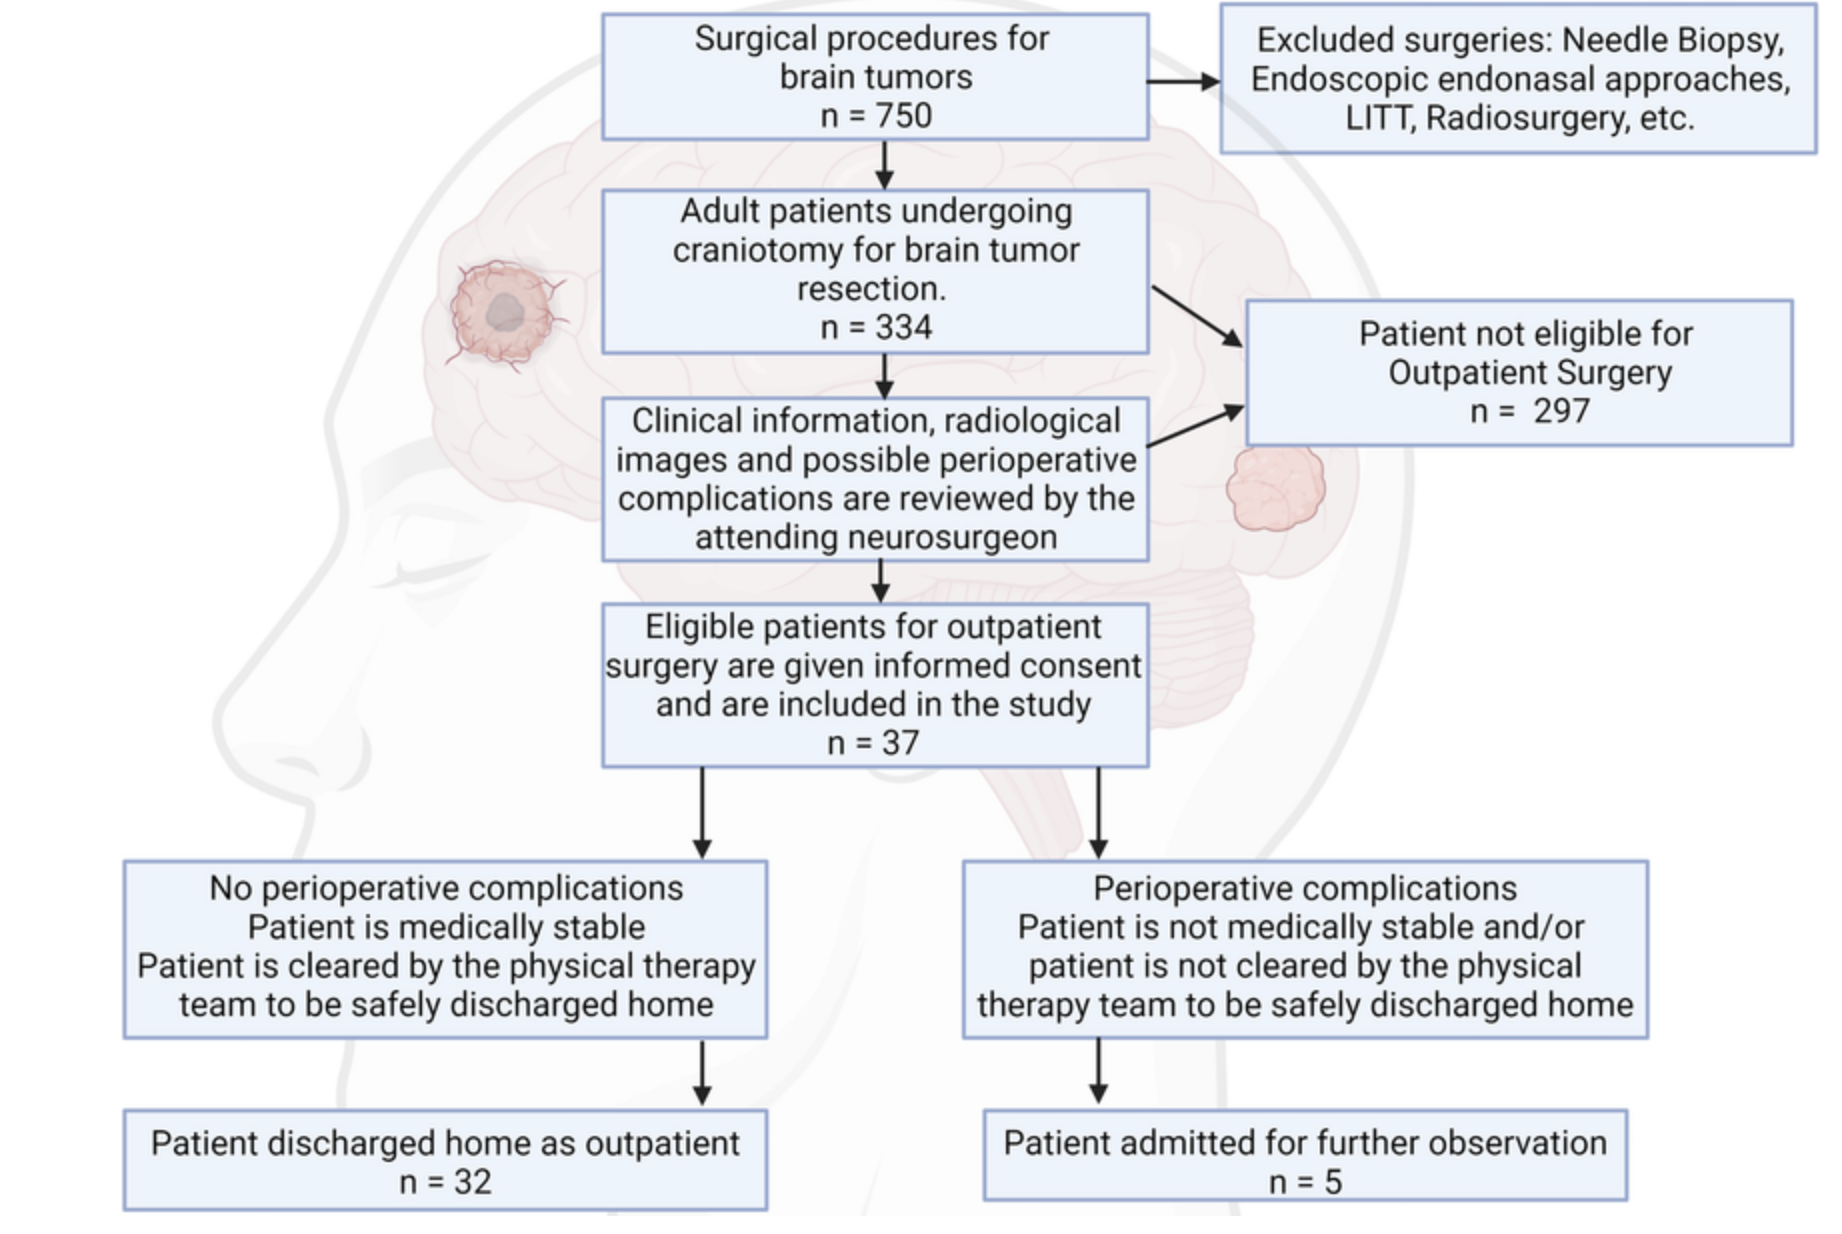 Surgical procedures for
brain tumors
n = 750
Excluded surgeries: Needle Biopsy,
Endoscopic endonasal approaches,
LITT, Radiosurgery, etc.
Adult patients undergoing
craniotomy for brain tumor
resection.
n = 334
Patient not eligible for
Outpatient Surgery
n = 297
Clinical information, radiological
images and possible perioperative
complications are reviewed by the
attending neurosurgeon
Eligible patients for outpatient
surgery are given informed consent
and are included in the study
n = 37
No perioperative complications
Patient is medically stable
Patient is cleared by the physical therapy
team to be safely discharged home
Perioperative complications
Patient is not medically stable and/or
patient is not cleared by the physical
therapy team to be safely discharged home
Patient discharged home as outpatient
n = 32
Patient admitted for further observation
n = 5